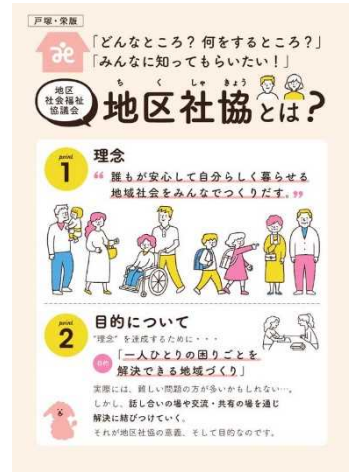 戸塚・栄版
「どんなところ？何をするところ？」
「みんなに知ってもらいたい！」
地区
社会福祉
協議会
ち く しゃ きょう
地区社協とは？
point
1
理念
“ 誰もが安心して自分らしく暮らせる
地域社会をみんなでつくりだす。”
point
2
目的について
“理念” を達成するために・・・
目的
「一人ひとりの困りごとを
解決できる地域づくり」
実際には、難しい問題の方が多いかもしれない…。
しかし、話し合いの場や交流・共有の場を通じ
解決に結びつけていく。
それが地区社協の意義、そして目的なのです。